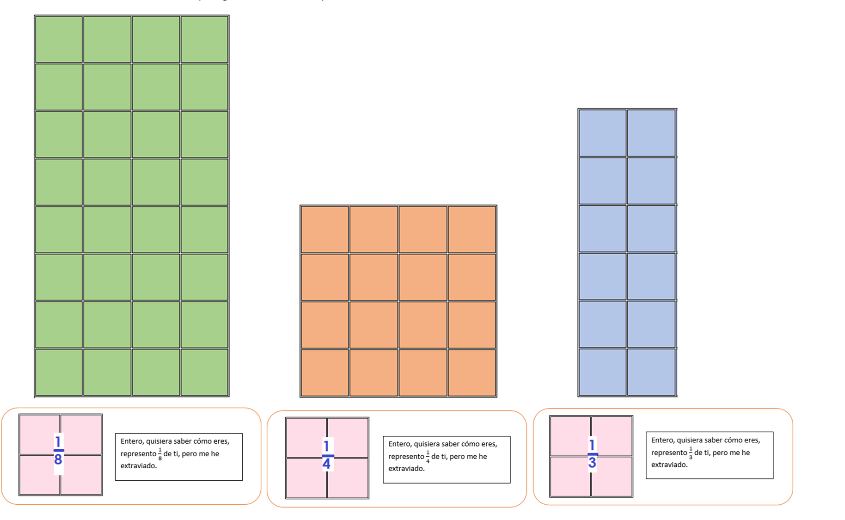 1/8
Entero, quisiera saber cómo eres,
represento 1/8 de ti, pero me he
extraviado.
1/4
Entero, quisiera saber cómo eres,
represento 1/4 de ti, pero me he
extraviado.
1/3
Entero, quisiera saber cómo eres,
represento 1/3 de ti, pero me he
extraviado.